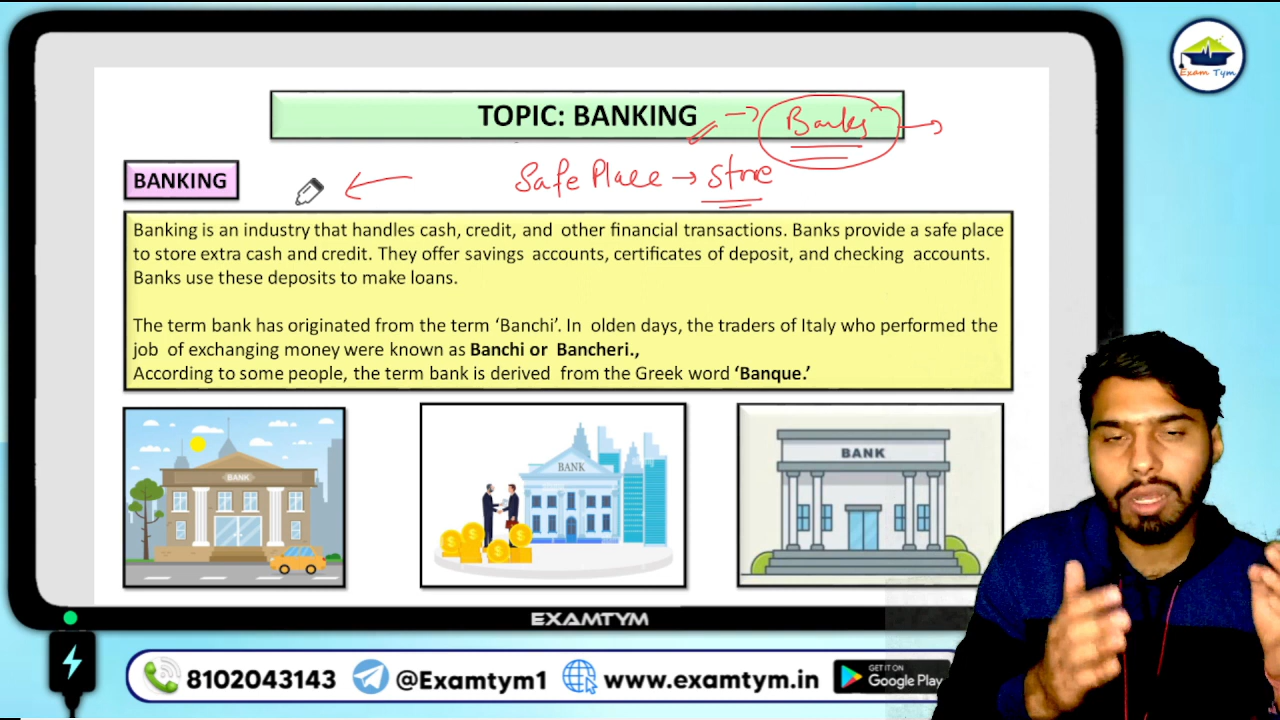 Exam Tym
TOPIC: BANKING
Banks
BANKING
Safe Place → Store
Banking is an industry that handles cash, credit, and other financial transactions. Banks provide a safe place
to store extra cash and credit. They offer savings accounts, certificates of deposit, and checking accounts.
Banks use these deposits to make loans.
The term bank has originated from the term ‘Banchi’. In olden days, the traders of Italy who performed the
job of exchanging money were known as Banchi or Bancheri.,
According to some people, the term bank is derived from the Greek word ‘Banque.’
BANK
BANK
BANK
EXAMTYM
8102043143
@Examtym1
www.examtym.in
GET IT ON
Google Play